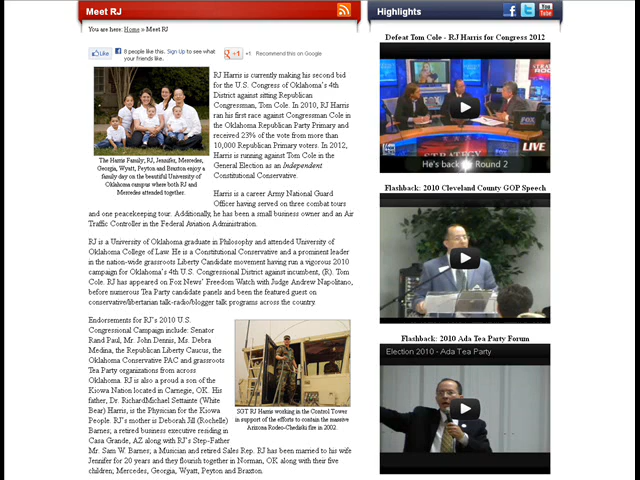 Meet RJ
You are here: Home » Meet RJ
Like
8 people like this. Sign Up to see what
your friends like.
+1
+1 Recommend this on Google
RJ Harris is currently making his second bid
for the U.S. Congress of Oklahoma's 4th
District against sitting Republican
Congressman, Tom Cole. In 2010, RJ Harris
ran his first race against Congressman Cole in
the Oklahoma Republican Party Primary and
received 23% of the vote from more than
10,000 Republican Primary voters. In 2012,
Harris is running against Tom Cole in the
General Election as an Independent
Constitutional Conservative.
The Harris Family; RJ, Jennifer, Mercedes,
Georgia, Wyatt, Peyton and Braxton enjoy a
family day on the beautiful University of
Oklahoma campus where both RJ and
Mercedes attended together.
Harris is a career Army National Guard
Officer having served on three combat tours
and one peacekeeping tour. Additionally, he has been a small business owner and an Air
Traffic Controller in the Federal Aviation Administration.
RJ is a University of Oklahoma graduate in Philosophy and attended University of
Oklahoma College of Law. He is a Constitutional Conservative and a prominent leader
in the nation-wide grassroots Liberty Candidate movement having run a vigorous 2010
campaign for Oklahoma's 4th U.S. Congressional District against incumbent, (R). Tom
Cole. RJ has appeared on Fox News' Freedom Watch with Judge Andrew Napolitano,
before numerous Tea Party candidate panels and been the featured guest on
conservative/libertarian talk-radio/blogger talk programs across the country.
Endorsements for RJ's 2010 U.S.
Congressional Campaign include: Senator
Rand Paul, Mr. John Dennis, Ms. Debra
Medina, the Republican Liberty Caucus, the
Oklahoma Conservative PAC and grassroots
Tea Party organizations from across
Oklahoma. RJ is also a proud a son of the
Kiowa Nation located in Carnegie, OK. His
father, Dr. RichardMichael Settainte (White
Bear) Harris, is the Physician for the Kiowa
People. RJ's mother is Deborah Jill (Rochelle)
Barnes; a retired business executive residing in
Casa Grande, AZ along with RJ's Step-Father
Mr. Sam W. Barnes; a Musician and retired Sales Rep. RJ has been married to his wife
Jennifer for 20 years and they flourish together in Norman, OK along with their five
children; Mercedes, Georgia, Wyatt, Peyton and Braxton.
SGT RJ Harris working in the Control Tower
in support of the efforts to contain the massive
Arizona Rodeo-Chediski fire in 2002.
Highlights
You
Tube
Defeat Tom Cole - RJ Harris for Congress 2012
STRATEGY
ROOM
FOX
LIVE
STRATEGY
He's back for Round 2
Flashback: 2010 Cleveland County GOP Speech
Flashback: 2010 Ada Tea Party Forum
Election 2010 - Ada Tea Party